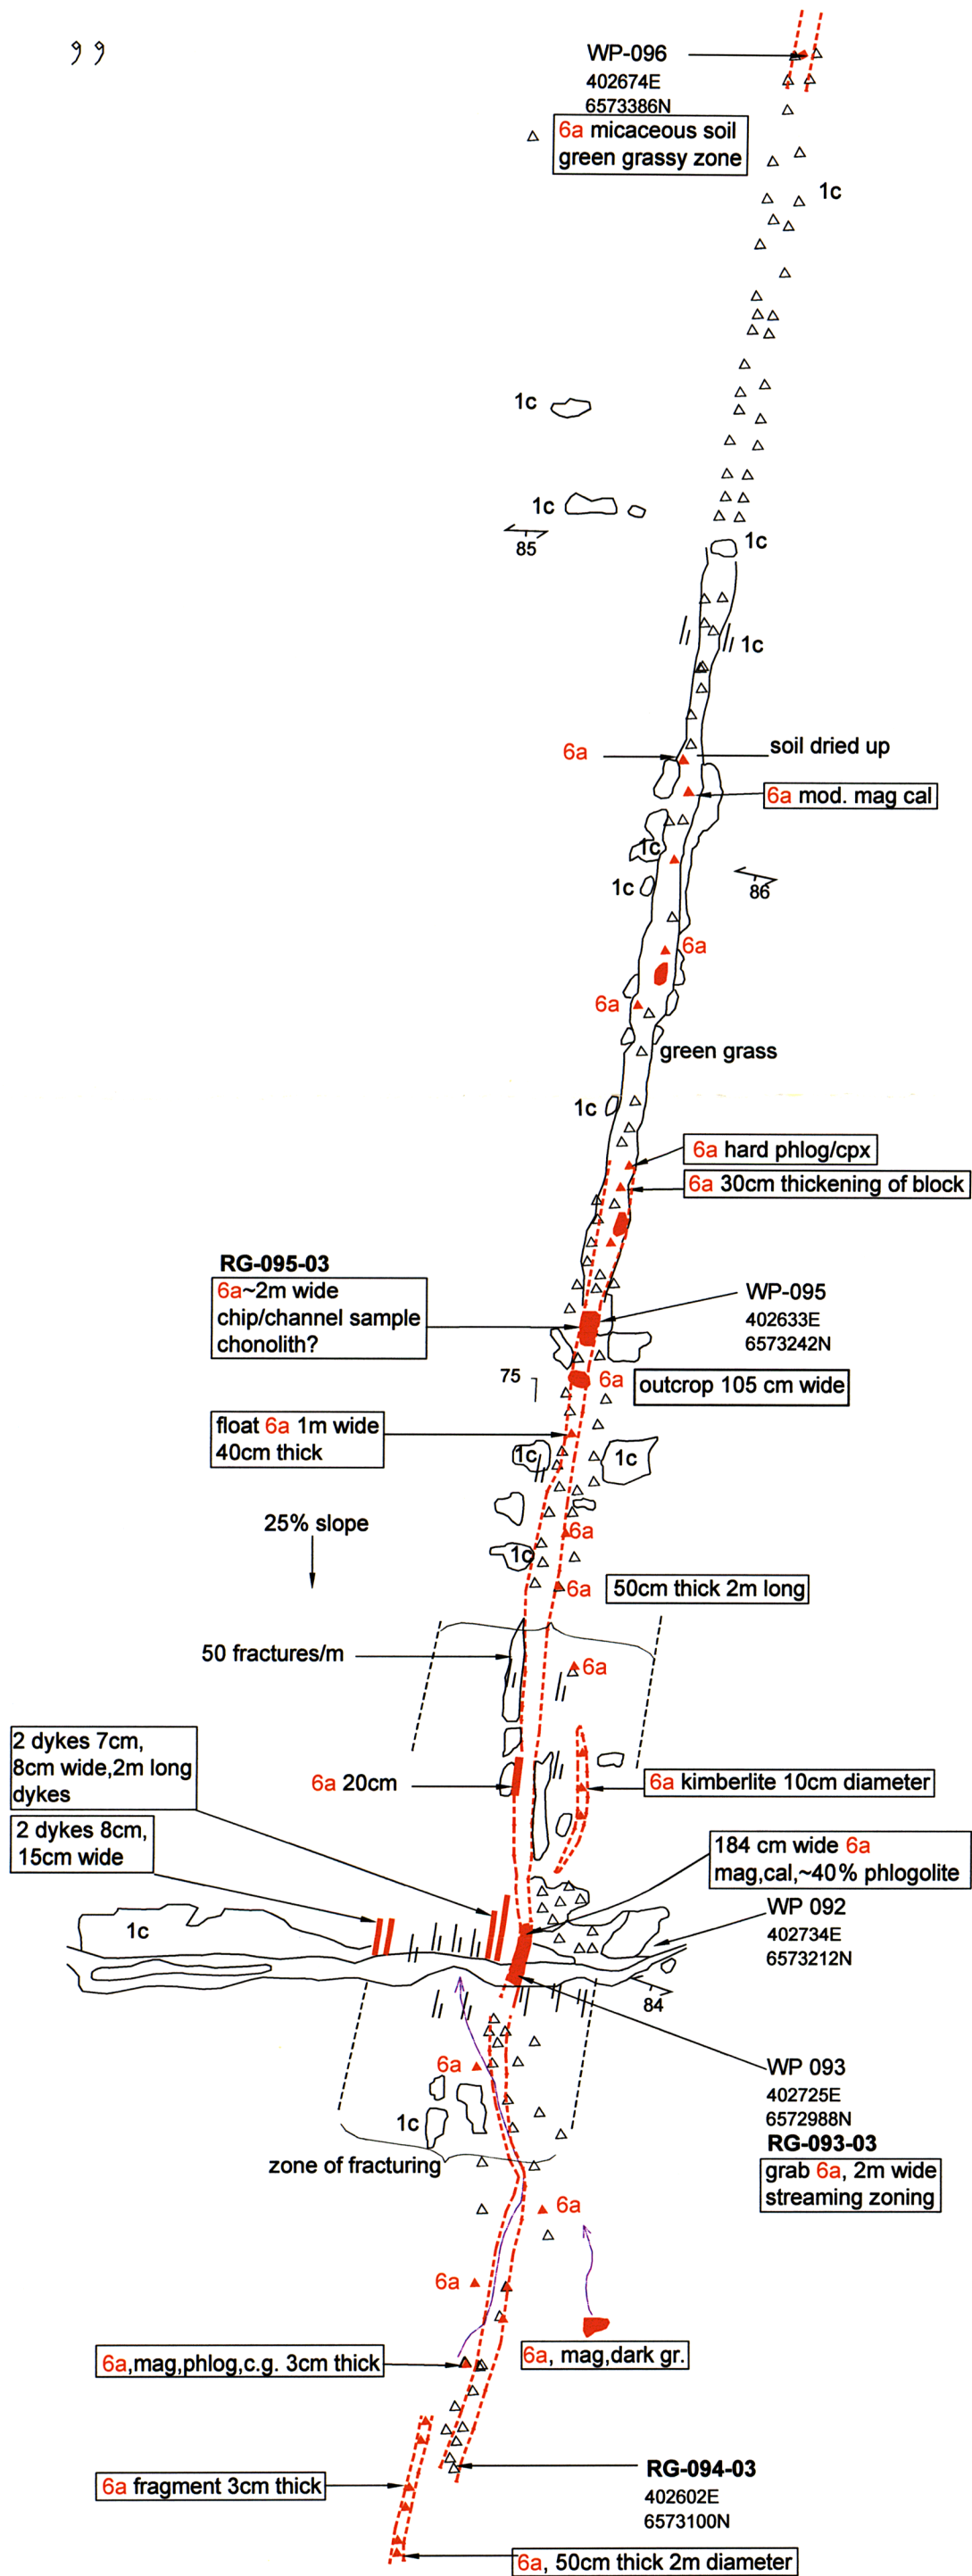 WP-096
402674E
6573386N
6a micaceous soil
green grassy zone
1c
1c
1c
85
1c
1c
6a
soil dried up
6a mod. mag cal
1c
1c
86
6a
6a
green grass
1c
6a hard phlog/cpx
6a 30cm thickening of block
RG-095-03
6a~2m wide
chip/channel sample
chonolith?
WP-095
402633E
6573242N
75
6a
outcrop 105 cm wide
float 6a 1m wide
40cm thick
1c
1c
25% slope
6a
1c
6a
50cm thick 2m long
50 fractures/m
6a
2 dykes 7cm,
8cm wide,2m long
dykes
6a 20cm
6a kimberlite 10cm diameter
2 dykes 8cm,
15cm wide
184 cm wide 6a
mag,cal,~40% phlogolite
WP 092
402734E
6573212N
1c
84
6a
WP 093
402725E
6572988N
RG-093-03
grab 6a, 2m wide
streaming zoning
1c
zone of fracturing
6a
6a
6a,mag,phlog,c.g. 3cm thick
6a, mag,dark gr.
RG-094-03
402602E
6573100N
6a fragment 3cm thick
6a, 50cm thick 2m diameter